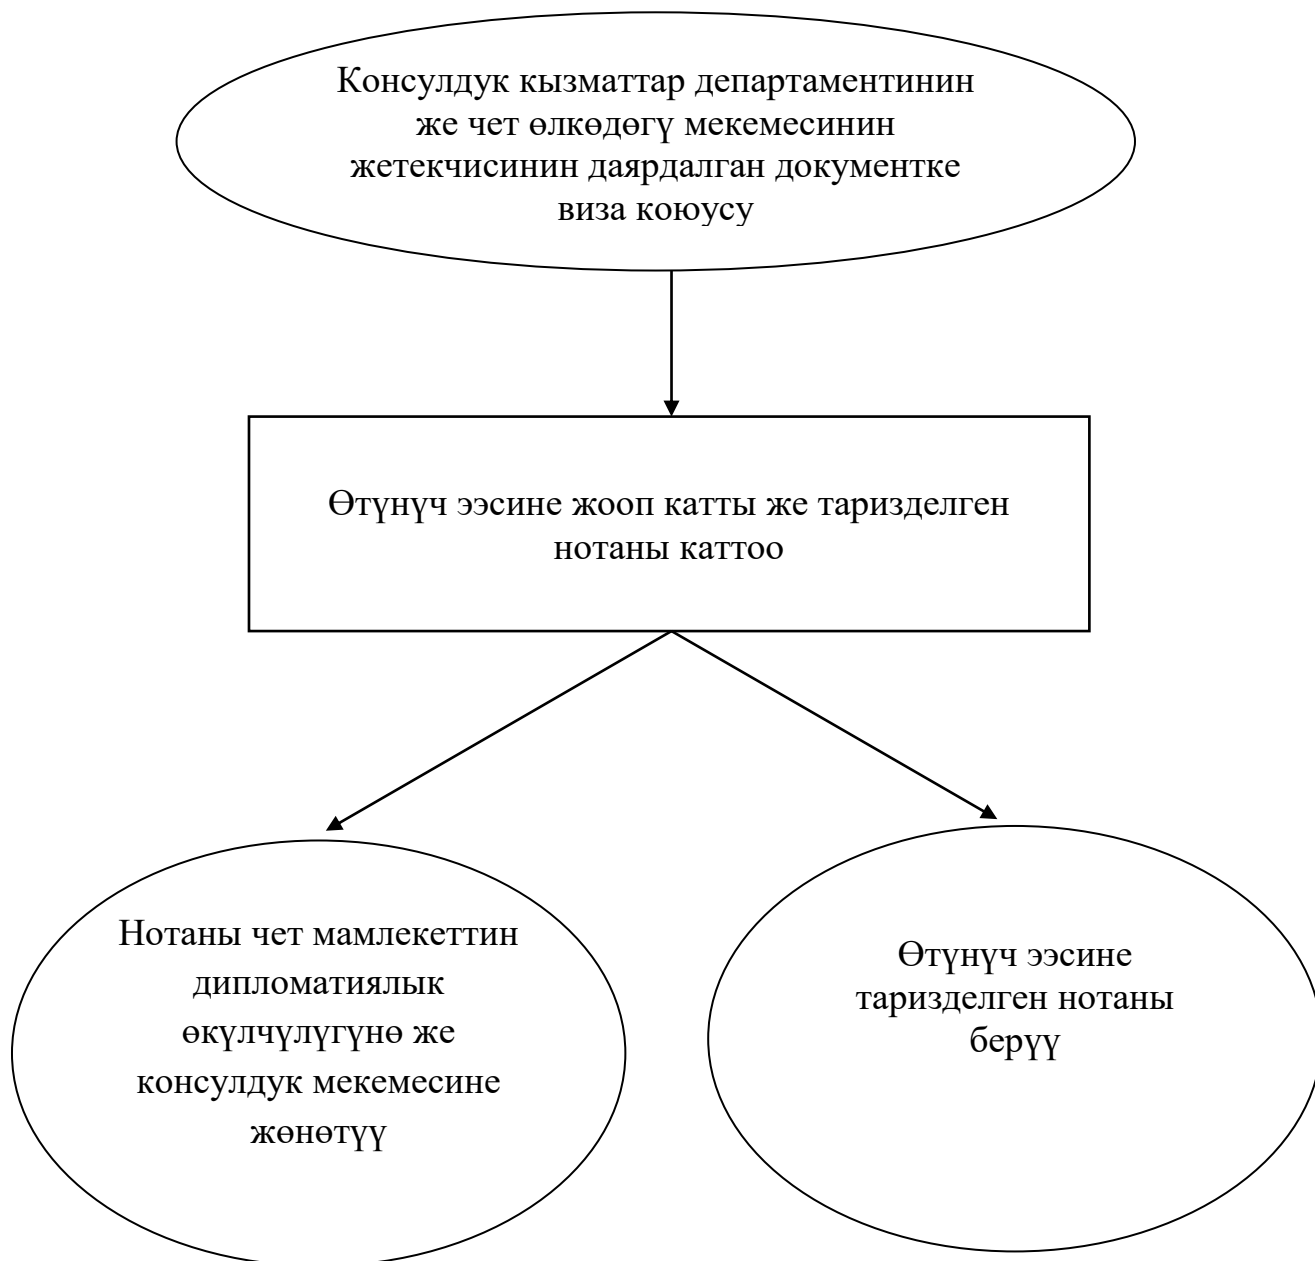 Консулдук кызматтар департаментинин
же чет өлкөдөгү мекемесинин
жетекчисинин даярдалган документке
виза коюусу
Өтүнүч ээсине жооп катты же таризделген
нотаны каттоо
Нотаны чет мамлекеттин
дипломатиялык
өкүлчүлүгүнө же
консулдук мекемесине
жөнөтүү
Өтүнүч ээсине
таризделген нотаны
берүү